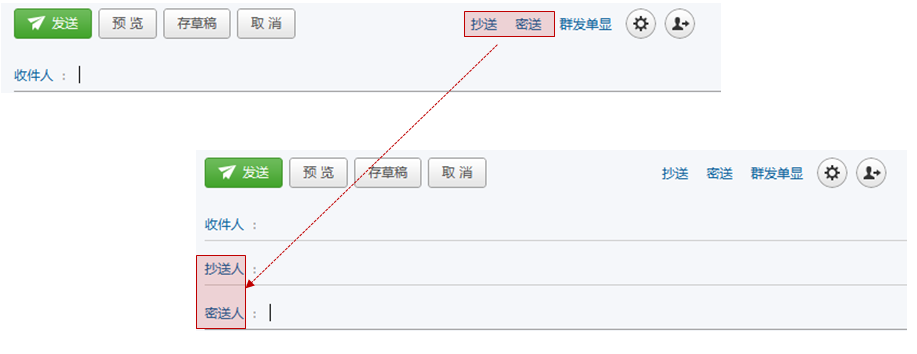 发送 预 览 存草稿 取 消 抄送 密送 群发单显
收件人 :
发送 预 览 存草稿 取 消 抄送 密送 群发单显
收件人 :
抄送人 :
密送人 :